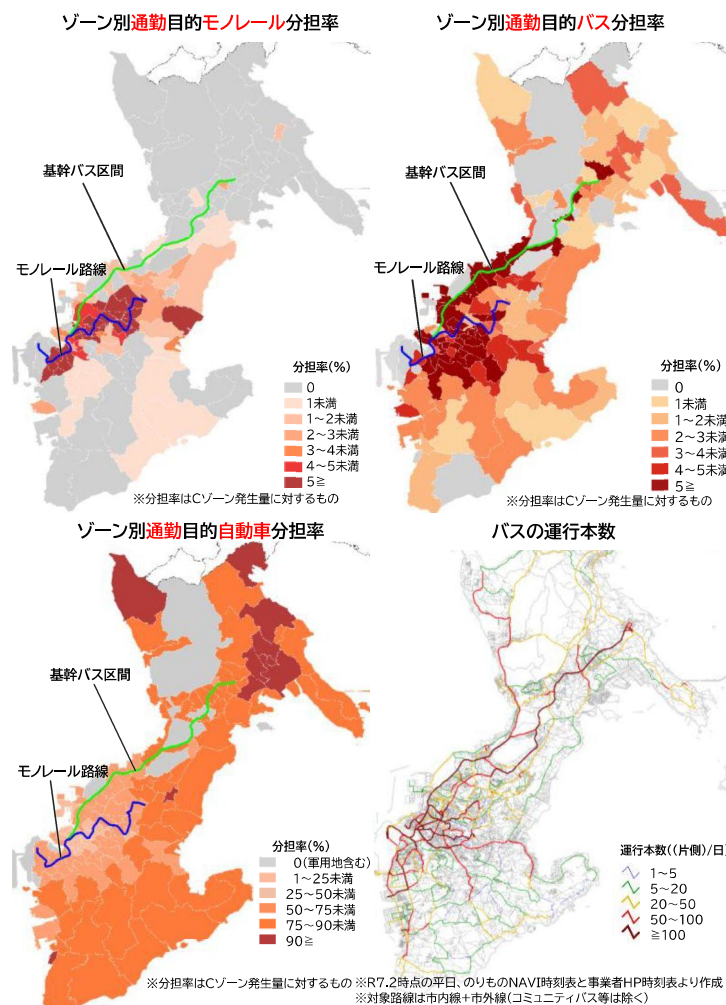 ゾーン別通勤目的モノレール分担率
基幹バス区間
モノレール路線
分担率(%)
0
1未満
1～2未満
2～3未満
3～4未満
4～5未満
5≧
※分担率はCゾーン発生量に対するもの
ゾーン別通勤目的バス分担率
基幹バス区間
モノレール路線
分担率(%)
0
1未満
1～2未満
2～3未満
3～4未満
4～5未満
5≧
※分担率はCゾーン発生量に対するもの
ゾーン別通勤目的自動車分担率
基幹バス区間
モノレール路線
分担率(%)
0(軍用地含む)
1～25未満
25～50未満
50～75未満
75～90未満
90≧
※分担率はCゾーン発生量に対するもの
バスの運行本数
運行本数((片側)/日)
1～5
5～20
20～50
50～100
≧100
※R7.2時点の平日、のりものNAVI時刻表と事業者HP時刻表より作成
※対象路線は市内線+市外線(コミュニティバス等は除く)